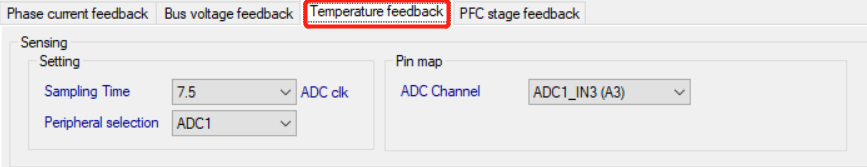 Phase current feedback Bus voltage feedback Temperature feedback PFC stage feedback
Sensing
Setting Pin map
Sampling Time 7.5 ADC clk ADC Channel ADC1_IN3 (A3)
Peripheral selection ADC1